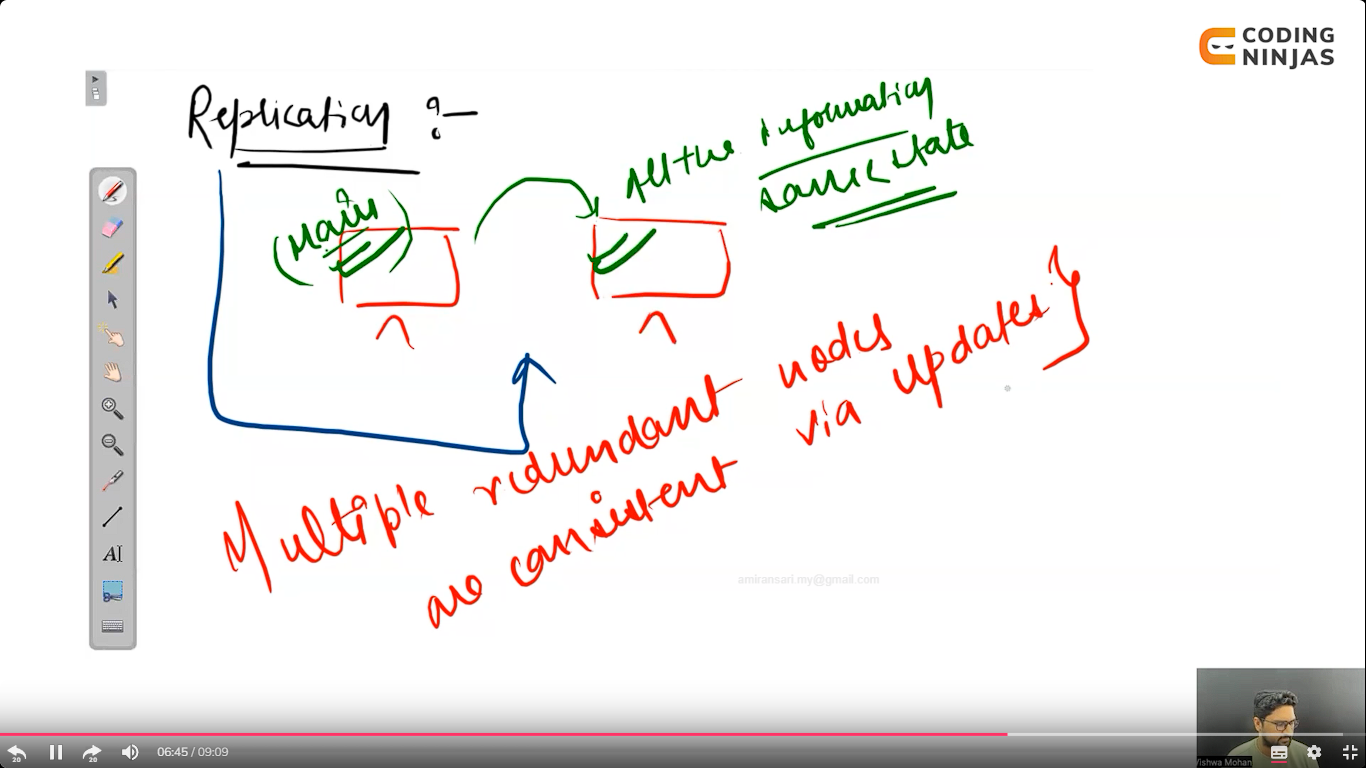 CODING
NINJAS
Replication :-
All the information
same state
(Main)
Multiple redundant nodes
are consistent via updates
amiransari.my@gmail.com
AI
20
20
06:45 / 09:09
Vishwa Mohan